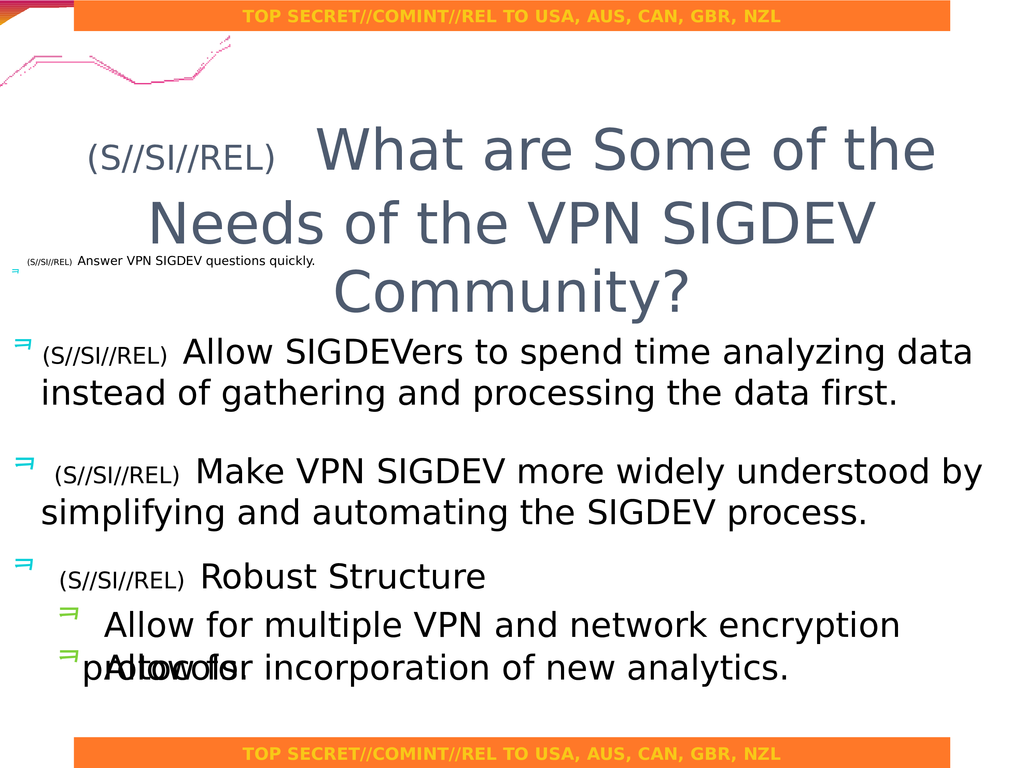 TOP SECRET//COMINT//REL TO USA, AUS, CAN, GBR, NZL
(S//SI//REL) What are Some of the
Needs of the VPN SIGDEV
Community?
(S//SI//REL) Answer VPN SIGDEV questions quickly.
(S//SI//REL) Allow SIGDEVers to spend time analyzing data
instead of gathering and processing the data first.
(S//SI//REL) Make VPN SIGDEV more widely understood by
simplifying and automating the SIGDEV process.
(S//SI//REL) Robust Structure
Allow for multiple VPN and network encryption
protocols.
Allow for incorporation of new analytics.
TOP SECRET//COMINT//REL TO USA, AUS, CAN, GBR, NZL